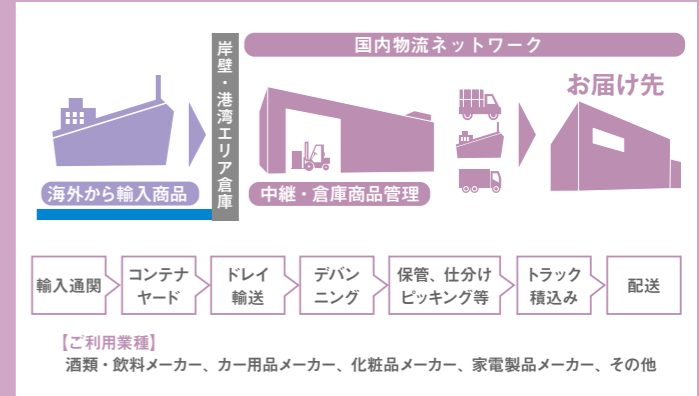 国内物流ネットワーク
岸壁・港湾エリア倉庫
お届け先
海外から輸入商品
中継・倉庫商品管理
輸入通関
コンテナ
ヤード
ドレイ
輸送
デバン
ニング
保管、仕分け
ピッキング等
トラック
積込み
配送
【ご利用業種】
酒類・飲料メーカー、カー用品メーカー、化粧品メーカー、家電製品メーカー、その他